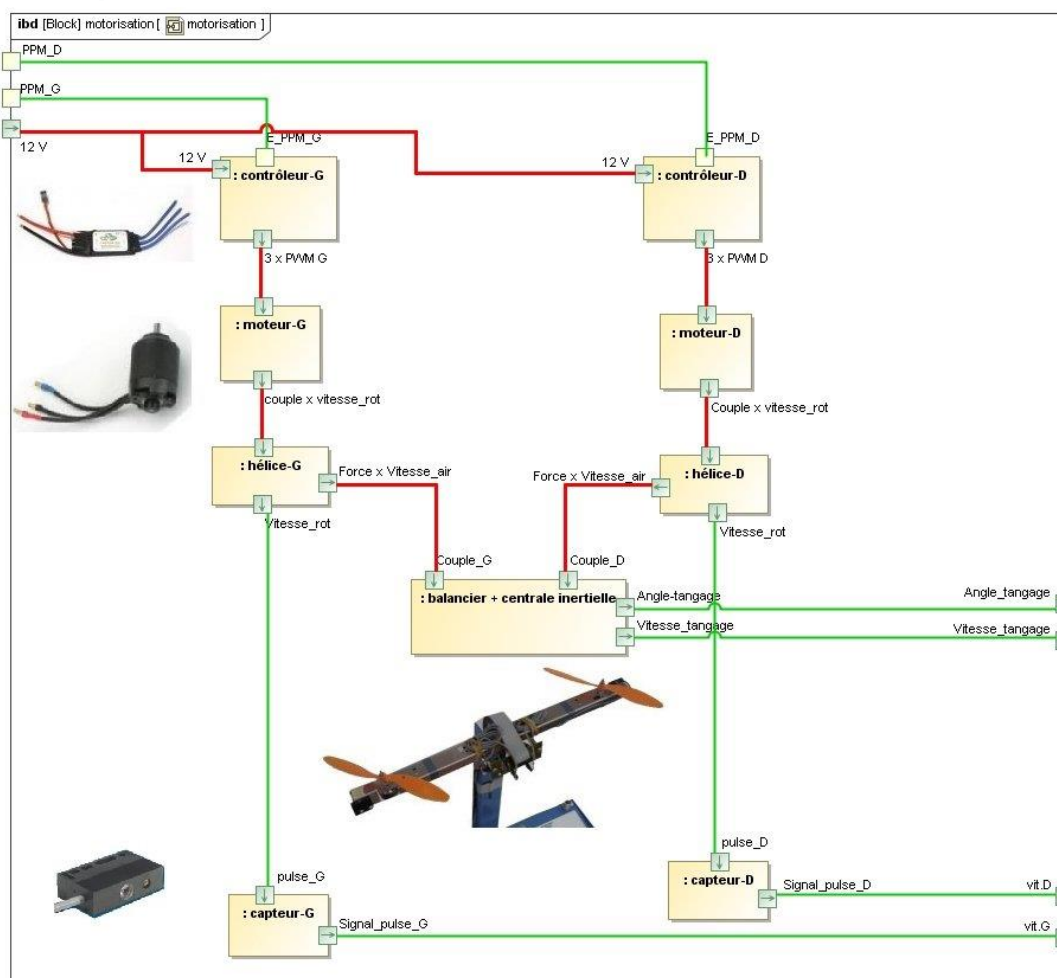 ibd [Block] motorisation [ motorisation ]
PPM_D
PPM_G
12 V
E_PPM_G
E_PPM_D
12 V
12 V
: contrôleur-G
: contrôleur-D
3 x PWM G
3 x PWM D
: moteur-G
: moteur-D
couple x vitesse_rot
Couple x vitesse_rot
: hélice-G
: hélice-D
Force x Vitesse_air
Force x Vitesse_air
Vitesse_rot
Vitesse_rot
Couple_G
Couple_D
: balancier + centrale inertielle
Angle-tangage
Angle_tangage
Vitesse_tangage
Vitesse_tangage
pulse_D
pulse_G
: capteur-D
Signal_pulse_D
vit.D
: capteur-G
Signal_pulse_G
vit.G